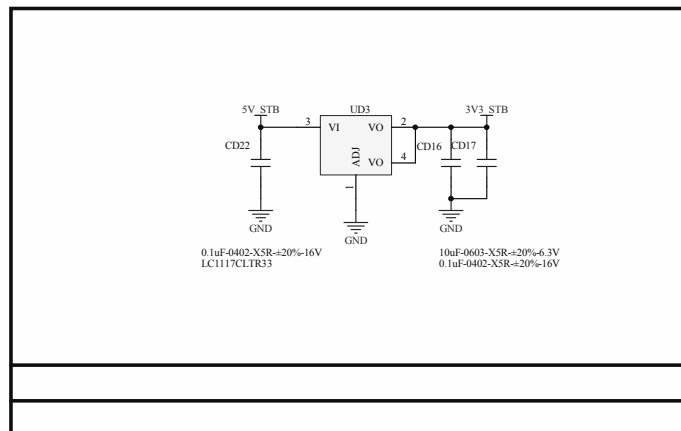 5V_STB
UD3
3V3_STB
3
VI
VO
2
CD22
ADJ
VO
4
CD16
CD17
1
GND
GND
GND
0.1uF-0402-X5R-±20%-16V
LC1117CLTR33
10uF-0603-X5R-±20%-6.3V
0.1uF-0402-X5R-±20%-16V